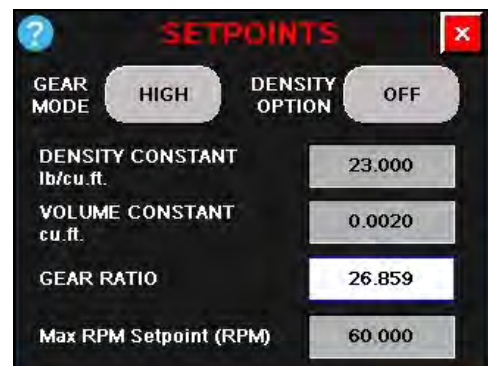 ?
SETPOINTS
X
GEAR
MODE
HIGH
DENSITY
OPTION
OFF
DENSITY CONSTANT
lb/cu.ft.
23.000
VOLUME CONSTANT
cu.ft.
0.0020
GEAR RATIO
26.859
Max RPM Setpoint (RPM)
60.000